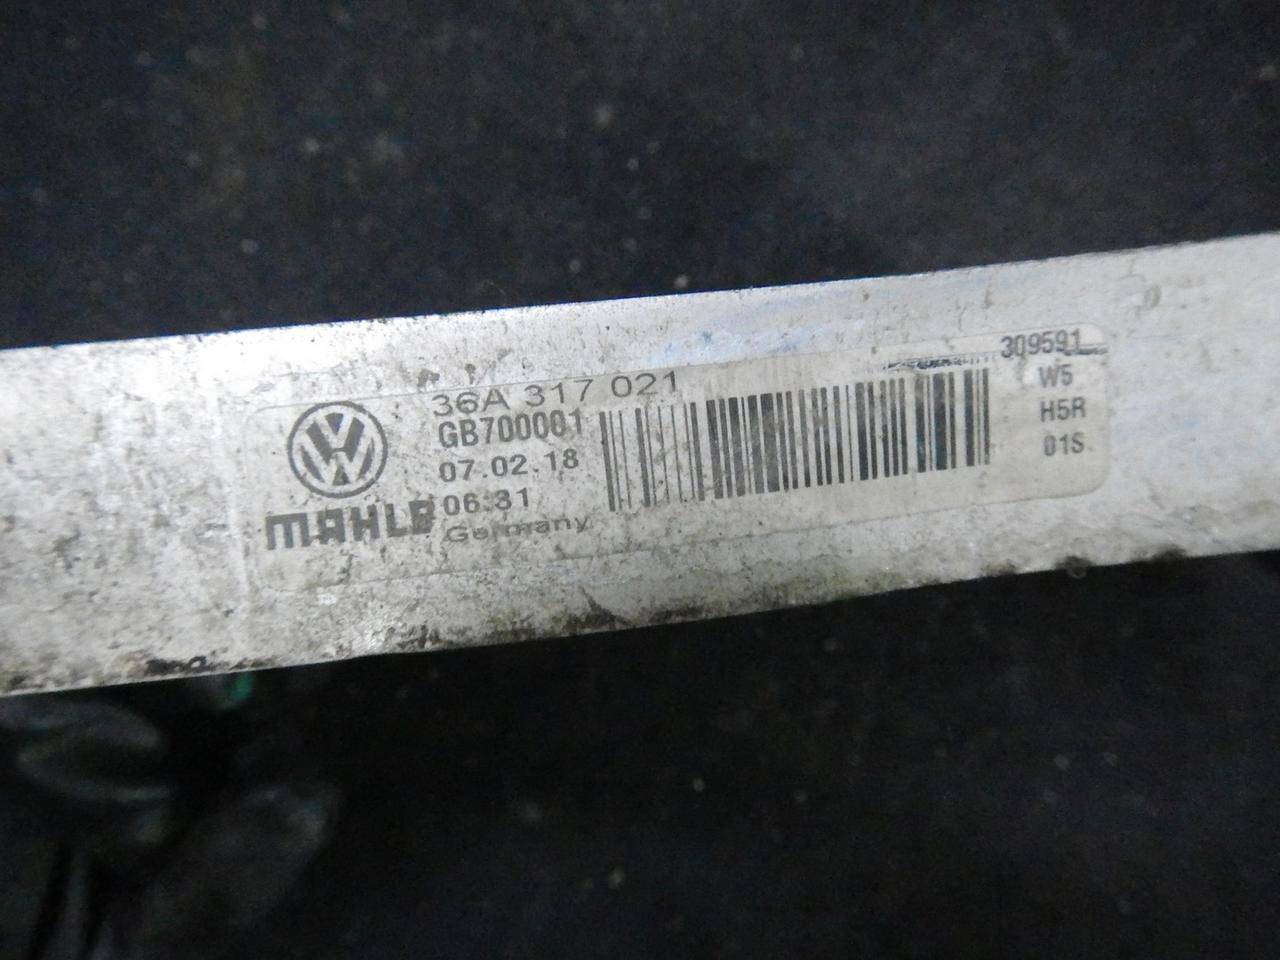 36A 317 021
GB700001
07.02.18
06:31
Germany
MAHLE
309591
W5
H5R
01S